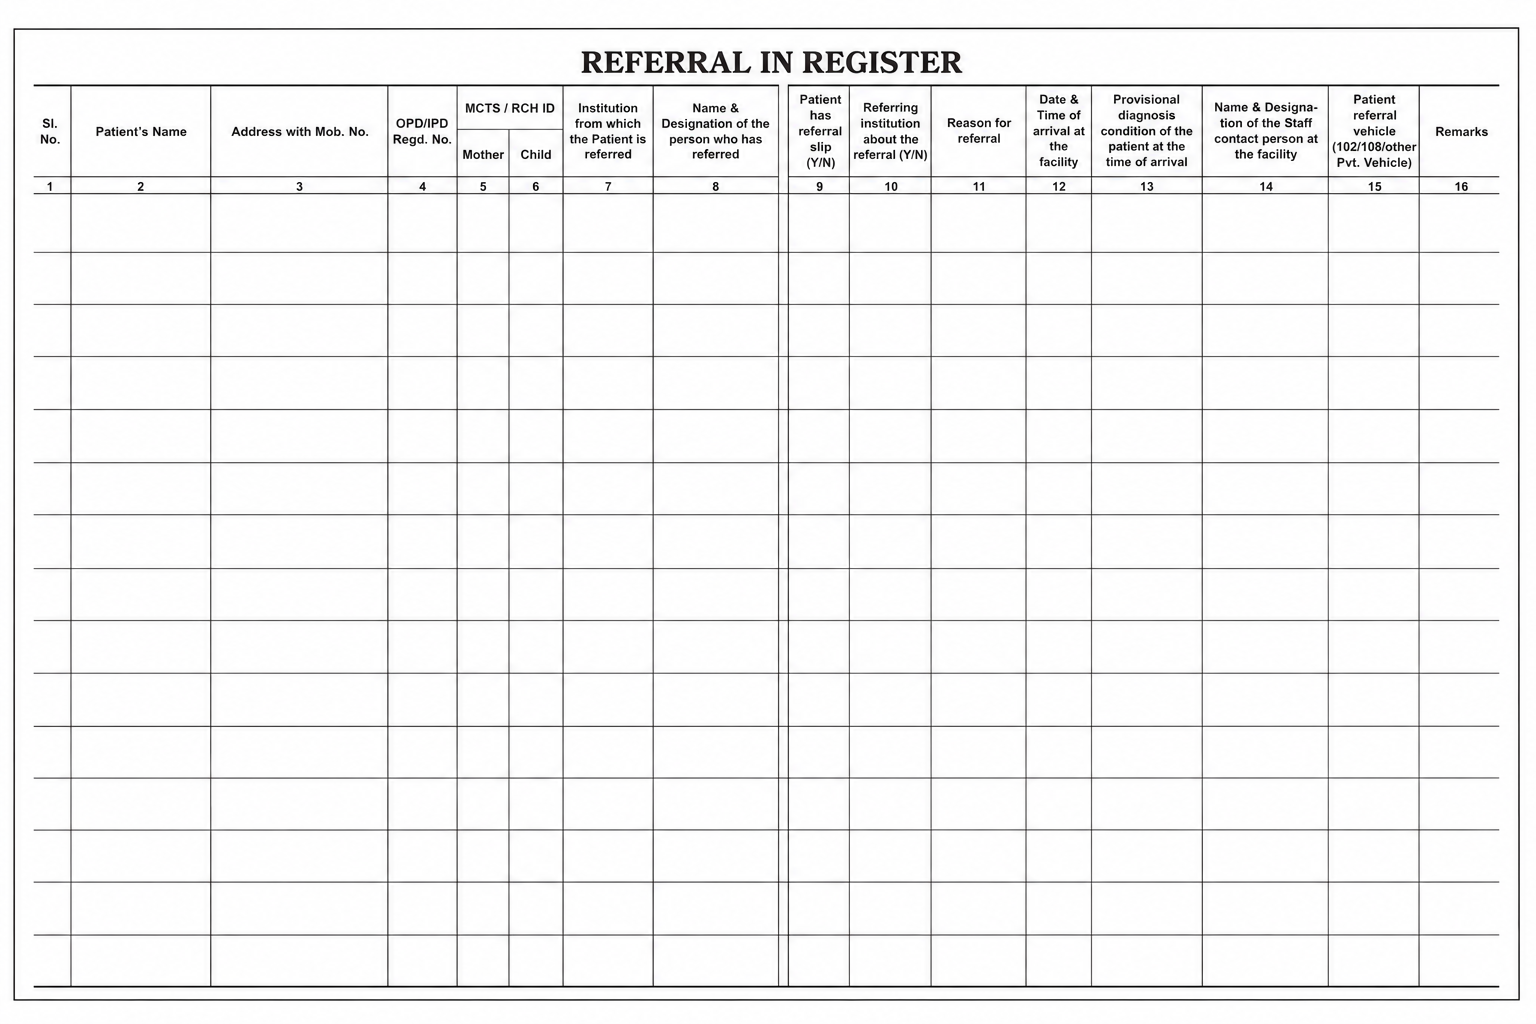 REFERRAL IN REGISTER
Sl.
No.
Patient's Name
Address with Mob. No.
OPD/IPD
Regd. No.
MCTS / RCH ID
Mother
Child
Institution
from which
the Patient is
referred
Name &
Designation of the
person who has
referred
Patient
has
referral
slip
(Y/N)
Referring
institution
about the
referral (Y/N)
Reason for
referral
Date &
Time of
arrival at
the
facility
Provisional
diagnosis
condition of the
patient at the
time of arrival
Name & Designa-
tion of the Staff
contact person at
the facility
Patient
referral
vehicle
(102/108/other
Pvt. Vehicle)
Remarks
1 2 3 4 5 6 7 8 9 10 11 12 13 14 15 16